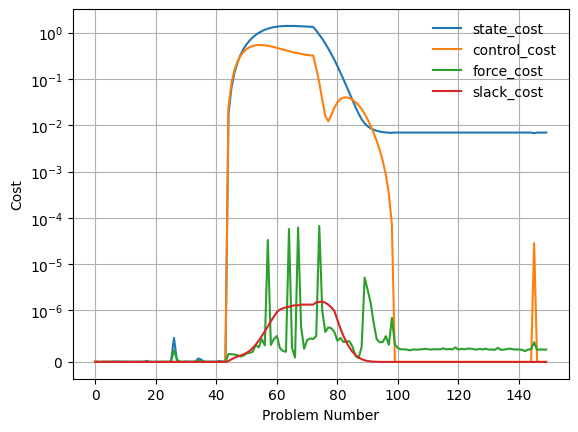 10⁰
10⁻¹
10⁻²
10⁻³
10⁻⁴
10⁻⁵
10⁻⁶
0
Cost
state_cost
control_cost
force_cost
slack_cost
0 20 40 60 80 100 120 140
Problem Number